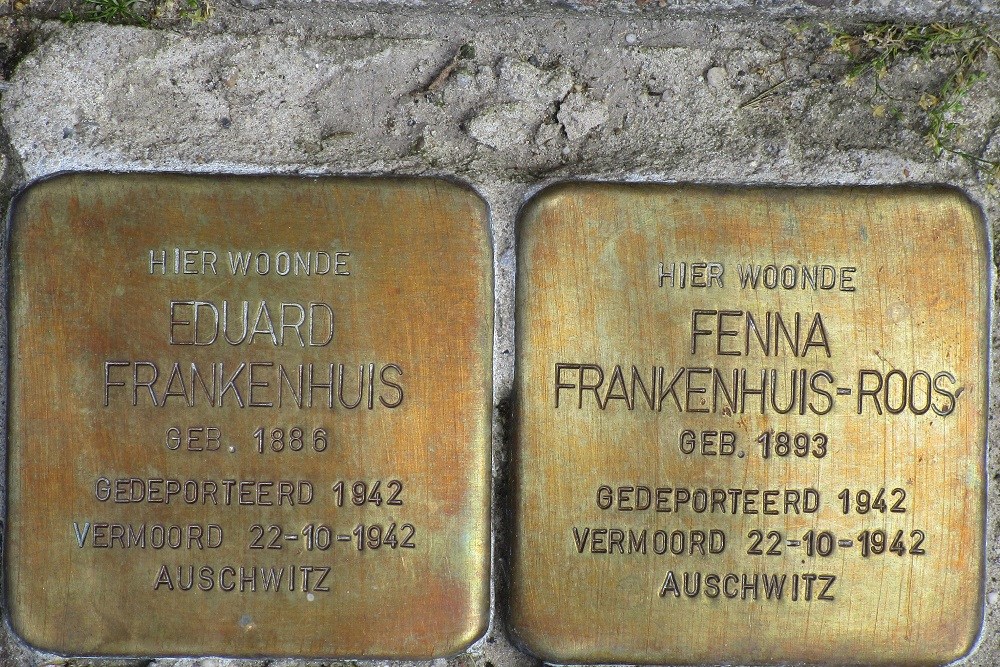 HIER WOONDE
EDUARD
FRANKENHUIS
GEB. 1886
GEDEPORTEERD 1942
VERMOORD 22-10-1942
AUSCHWITZ
HIER WOONDE
FENNA
FRANKENHUIS-ROOS
GEB. 1893
GEDEPORTEERD 1942
VERMOORD 22-10-1942
AUSCHWITZ